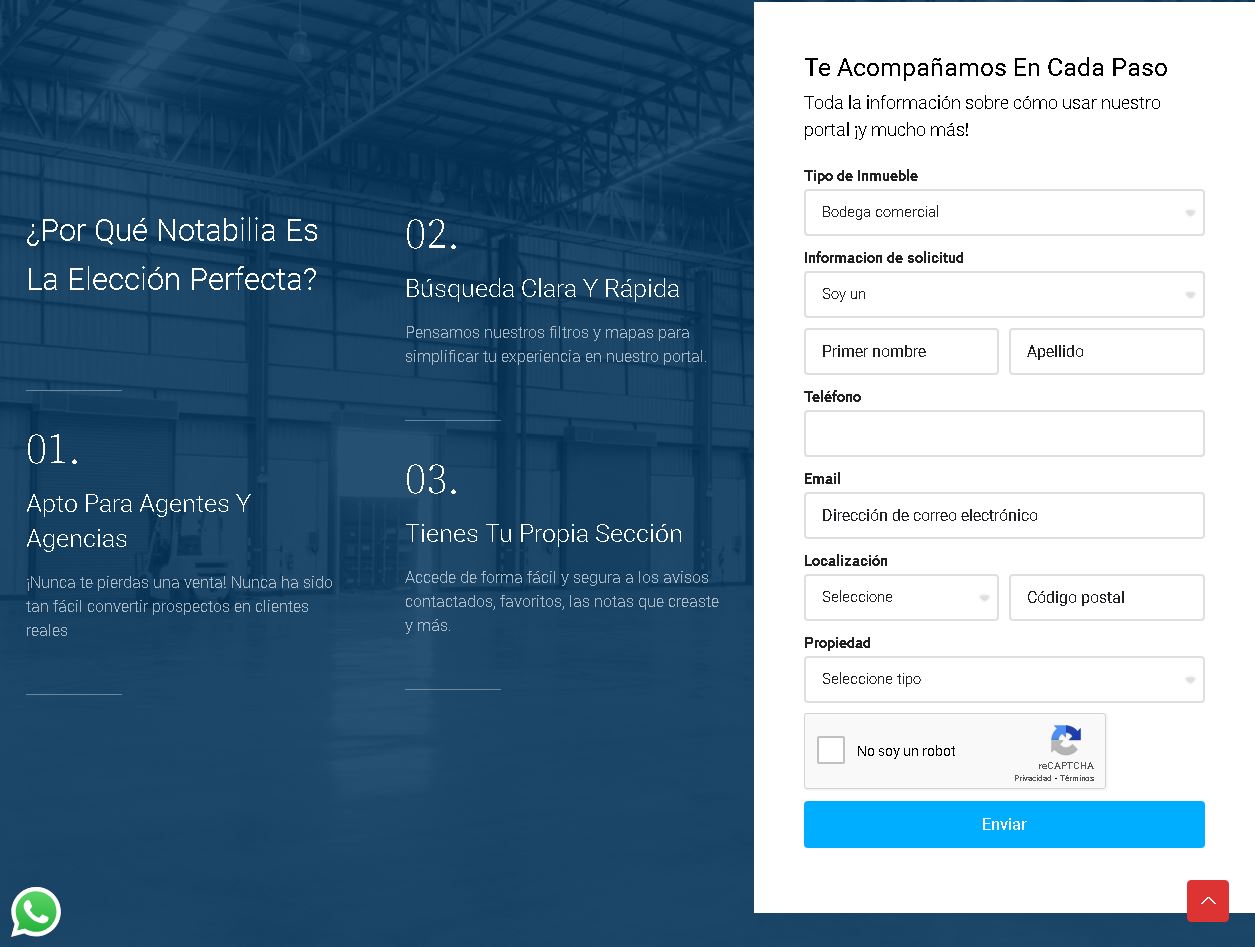 ¿Por Qué Notabilia Es
La Elección Perfecta?
01.
Apto Para Agentes Y
Agencias
¡Nunca te pierdas una venta! Nunca ha sido
tan fácil convertir prospectos en clientes
reales
02.
Búsqueda Clara Y Rápida
Pensamos nuestros filtros y mapas para
simplificar tu experiencia en nuestro portal.
03.
Tienes Tu Propia Sección
Accede de forma fácil y segura a los avisos
contactados, favoritos, las notas que creaste
y más.
Te Acompañamos En Cada Paso
Toda la información sobre cómo usar nuestro
portal ¡y mucho más!
Tipo de Inmueble
Bodega comercial
Informacion de solicitud
Soy un
Primer nombre Apellido
Teléfono
Email
Dirección de correo electrónico
Localización
Seleccione Código postal
Propiedad
Seleccione tipo
No soy un robot
reCAPTCHA
Privacidad - Términos
Enviar